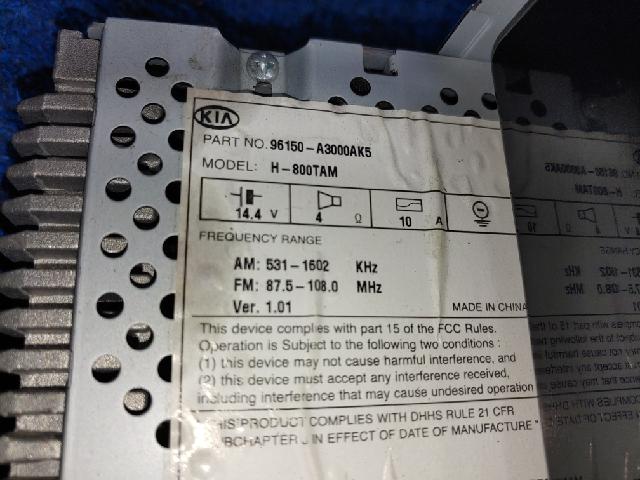 KIA
PART NO. 96150-A3000AK5
MODEL: H-800TAM
14.4 V 4 Ω 10 A
FREQUENCY RANGE
AM: 531-1602 KHz
FM: 87.5-108.0 MHz
Ver. 1.01
MADE IN CHINA
This device complies with part 15 of the FCC Rules.
Operation is Subject to the following two conditions :
(1) this device may not cause harmful interference, and
(2) this device must accept any interference received,
including interference that may cause undesired operation
"THIS PRODUCT COMPLIES WITH DHHS RULE 21 CFR
SUBCHAPTER J IN EFFECT OF DATE OF MANUFACTURE"